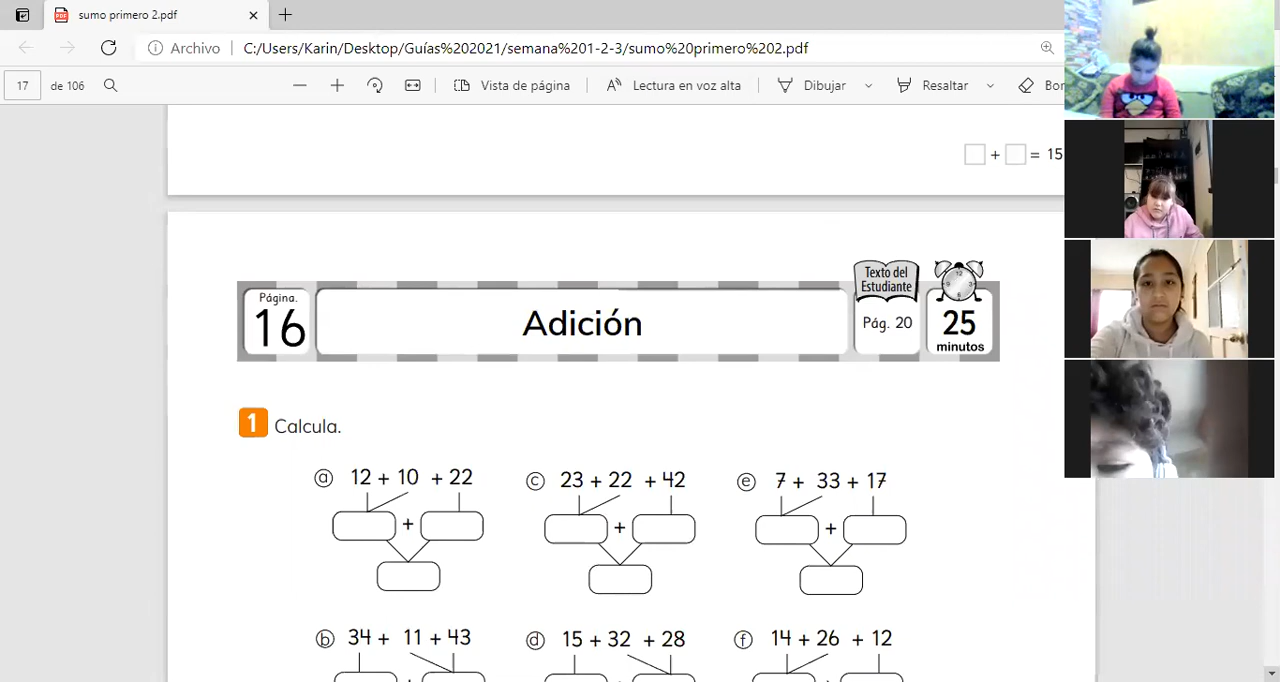 sumo primero 2.pdf
Archivo C:/Users/Karin/Desktop/Guías%202021/semana%201-2-3/sumo%20primero%202.pdf
17 de 106 Vista de página Lectura en voz alta Dibujar Resaltar Bor
+ = 15
Página. 16 Adición Texto del Estudiante Pág. 20 25 minutos
1 Calcula.
a 12 + 10 + 22 c 23 + 22 + 42 e 7 + 33 + 17
+ + +
b 34 + 11 + 43 d 15 + 32 + 28 f 14 + 26 + 12